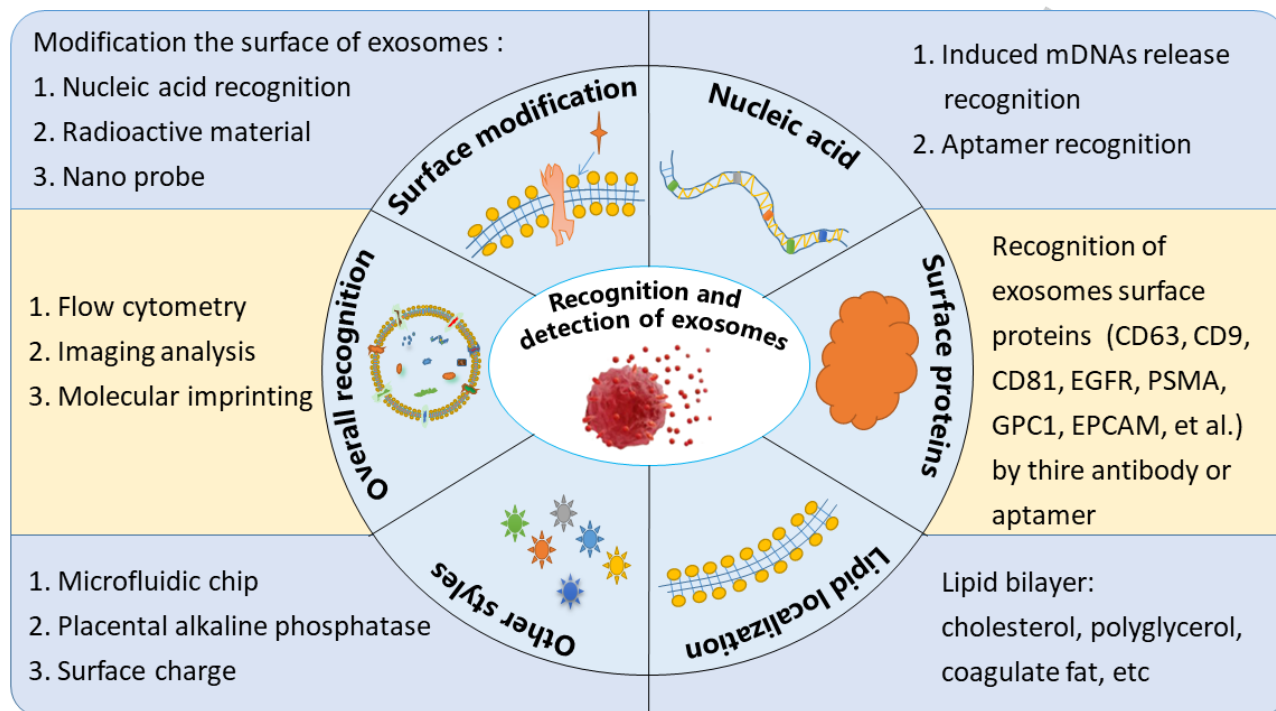 Modification the surface of exosomes :
1. Nucleic acid recognition
2. Radioactive material
3. Nano probe
Surface modification
Nucleic acid
1. Induced mDNAs release
recognition
2. Aptamer recognition
1. Flow cytometry
2. Imaging analysis
3. Molecular imprinting
Overall recognition
Recognition and
detection of exosomes
Surface proteins
Recognition of
exosomes surface
proteins (CD63, CD9,
CD81, EGFR, PSMA,
GPC1, EPCAM, et al.)
by thire antibody or
aptamer
1. Microfluidic chip
2. Placental alkaline phosphatase
3. Surface charge
Other styles
Lipid localization
Lipid bilayer:
cholesterol, polyglycerol,
coagulate fat, etc